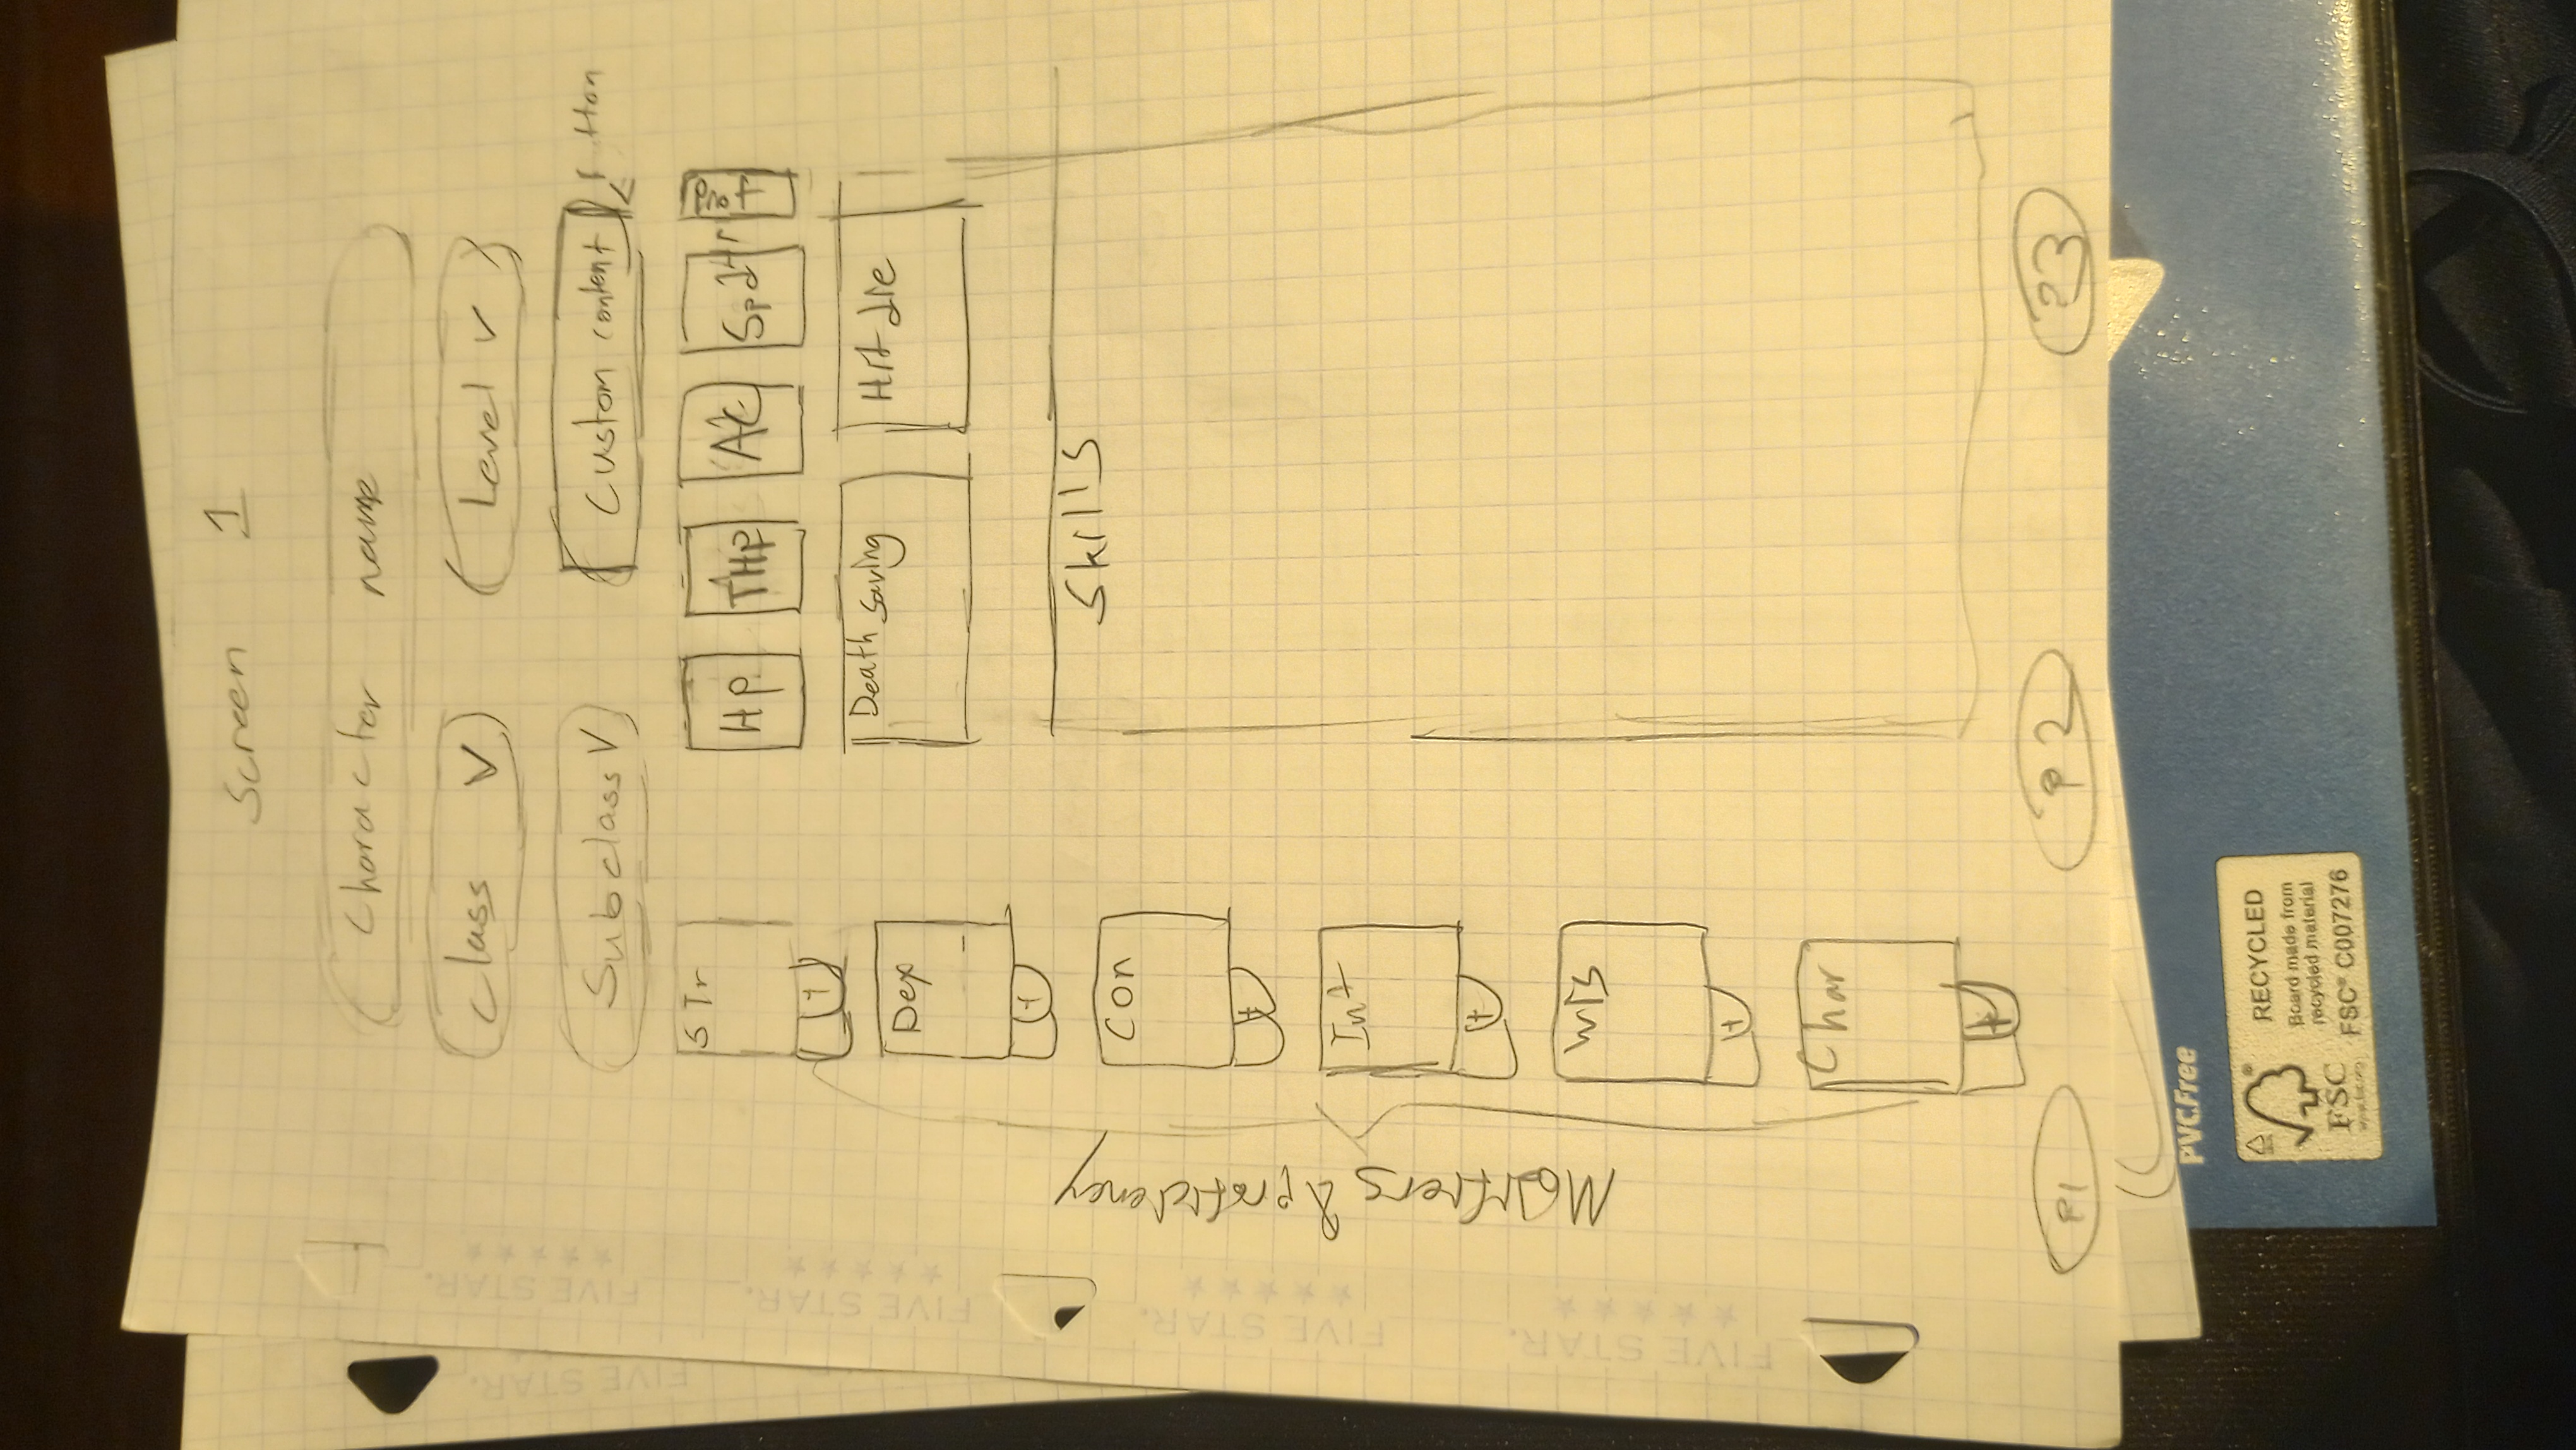 Screen 1
Character name
Class V
Level V
Subclass V
Custom content
STr
Hp
THP
AC
Spd
Prof
Death saving
Hit die
Dex
Skills
Con
Modifiers & proficiency
Int
Wis
Char
P1
P2
P3
FIVE STAR.
FIVE STAR.
FIVE STAR.
FIVE STAR.
FIVE STAR.
PVCFree
RECYCLED
Board made from
recycled material
FSC
FSC® C007276